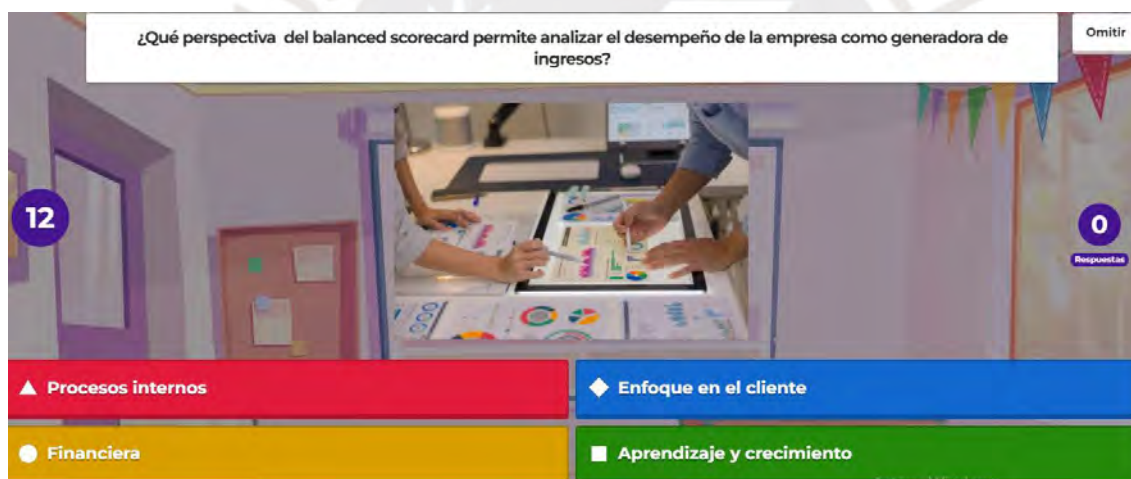 ¿Qué perspectiva del balanced scorecard permite analizar el desempeño de la empresa como generadora de
ingresos?
Omitir
12
0
Respuestas
Procesos internos
Enfoque en el cliente
Financiera
Aprendizaje y crecimiento